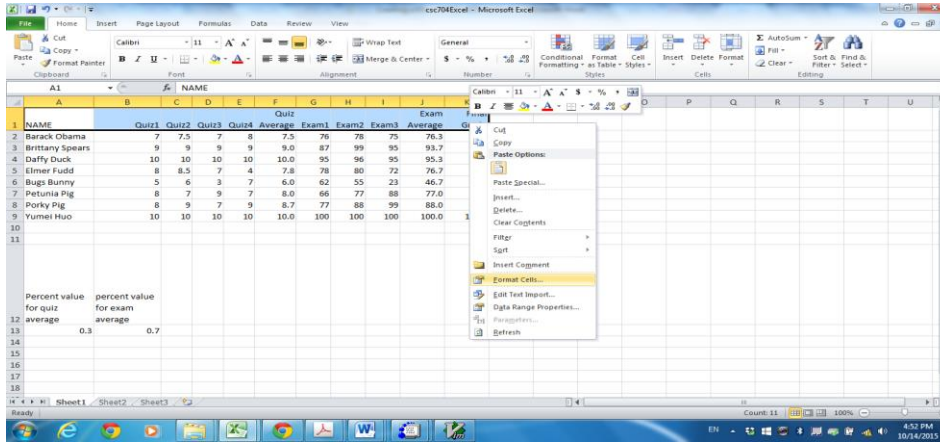 csc704Excel - Microsoft Excel
File Home Insert Page Layout Formulas Data Review View
Cut
Copy
Format Painter
Paste
Clipboard
Calibri 11
B I U
Font
Wrap Text
Merge & Center
Alignment
General
$ % ,
Number
Conditional Formatting
Format as Table
Cell Styles
Styles
Insert Delete Format
Cells
AutoSum
Fill
Clear
Sort & Filter
Find & Select
Editing
A1 fx NAME
Calibri 11 A A $ % ,
B I
A B C D E F G H I J K O P Q R S T U
Quiz Exam Final
1 NAME Quiz1 Quiz2 Quiz3 Quiz4 Average Exam1 Exam2 Exam3 Average
2 Barack Obama 7 7.5 7 8 7.5 76 78 75 76.3
3 Brittany Spears 9 9 9 9 9.0 87 99 95 93.7
4 Daffy Duck 10 10 10 10 10.0 95 96 95 95.3
5 Elmer Fudd 8 8.5 7 4 7.8 78 80 72 76.7
6 Bugs Bunny 5 6 3 7 6.0 62 55 23 46.7
7 Petunia Pig 8 7 9 7 8.0 66 77 88 77.0
8 Porky Pig 8 9 7 9 8.7 77 88 99 88.0
9 Yumei Huo 10 10 10 10 10.0 100 100 100 100.0
10
11
Percent value percent value
for quiz for exam
12 average average
13 0.3 0.7
14
15
16
17
18
Cut
Copy
Paste Options:
Paste Special...
Insert...
Delete...
Clear Contents
Filter
Sort
Insert Comment
Format Cells...
Edit Text Import...
Data Range Properties...
Parameters...
Refresh
Sheet1 Sheet2 Sheet3
Ready Count: 11 100%
EN 4:52 PM
10/14/2015